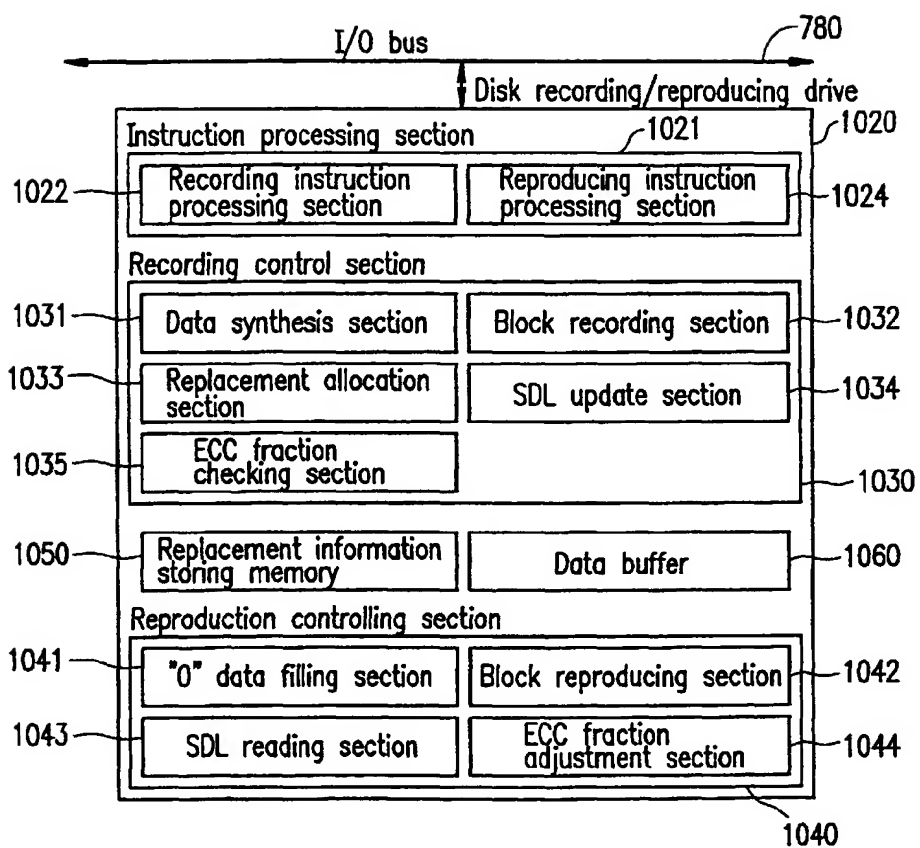 I/O bus
780
Disk recording/reproducing drive
1020
Instruction processing section
1021
1022
Recording instruction
processing section
Reproducing instruction
processing section
1024
Recording control section
1031
Data synthesis section
Block recording section
1032
1033
Replacement allocation
section
SDL update section
1034
1035
ECC fraction
checking section
1030
1050
Replacement information
storing memory
Data buffer
1060
Reproduction controlling section
1041
"0" data filling section
Block reproducing section
1042
1043
SDL reading section
ECC fraction
adjustment section
1044
1040